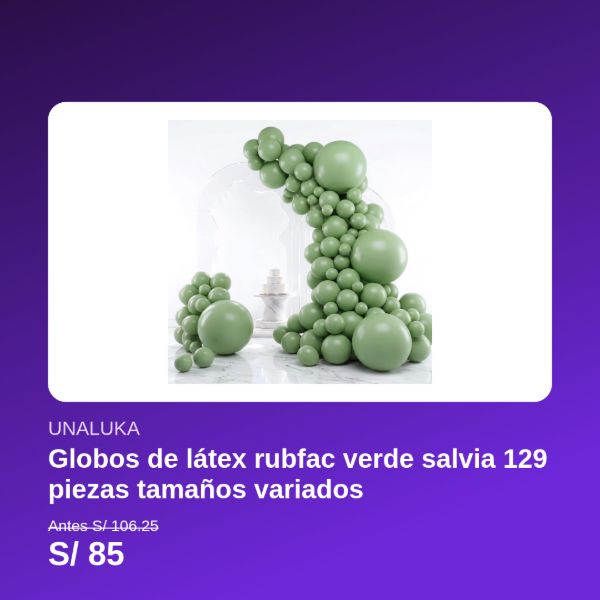 UNALUKA
Globos de látex rubfac verde salvia 129
piezas tamaños variados
Antes S/ 106.25
S/ 85